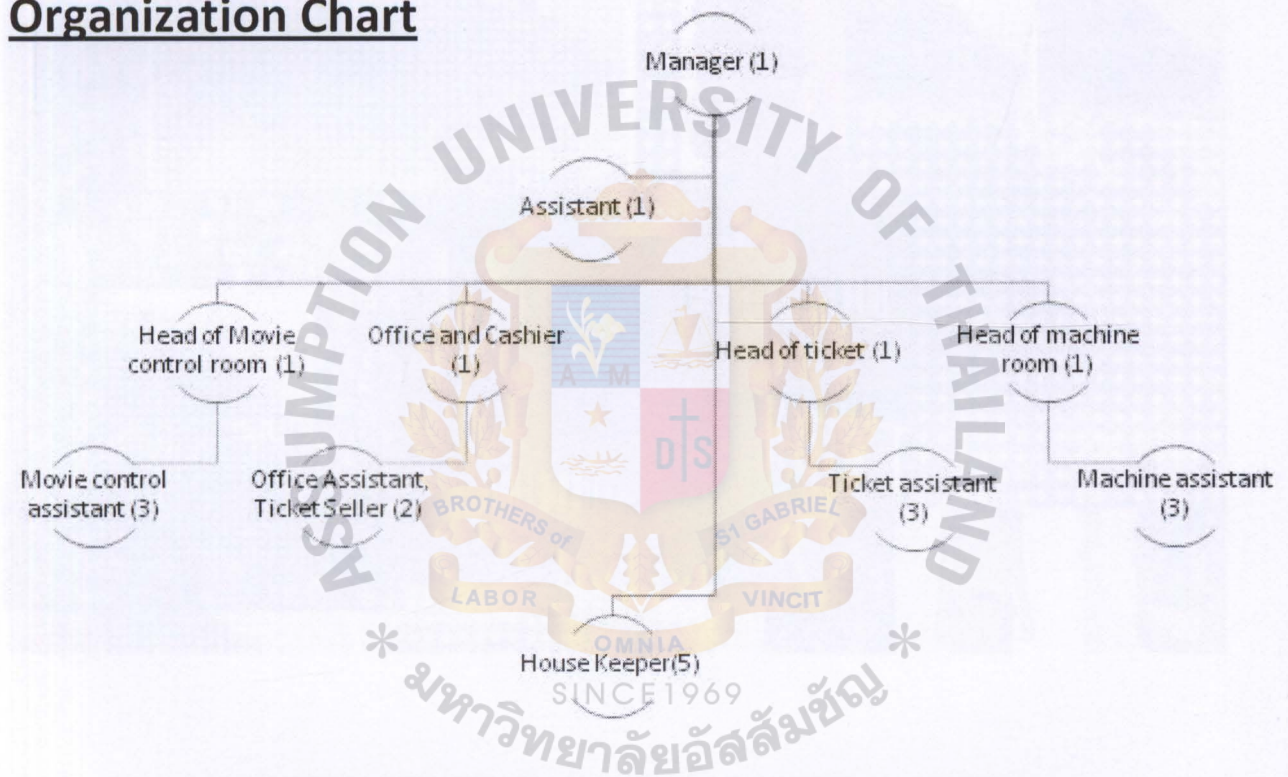 Organization Chart
Manager (1)
Assistant (1)
Head of Movie
control room (1)
Office and Cashier
(1)
Head of ticket (1)
Head of machine
room (1)
Movie control
assistant (3)
Office Assistant,
Ticket Seller (2)
Ticket assistant
(3)
Machine assistant
(3)
House Keeper(5)
ASSUMPTION UNIVERSITY OF THAILAND
A M
D S
BROTHERS of
ST GABRIEL
LABOR
VINCIT
OMNIA
SINCE 1969
* มหาวิทยาลัยอัสสัมชัญ *